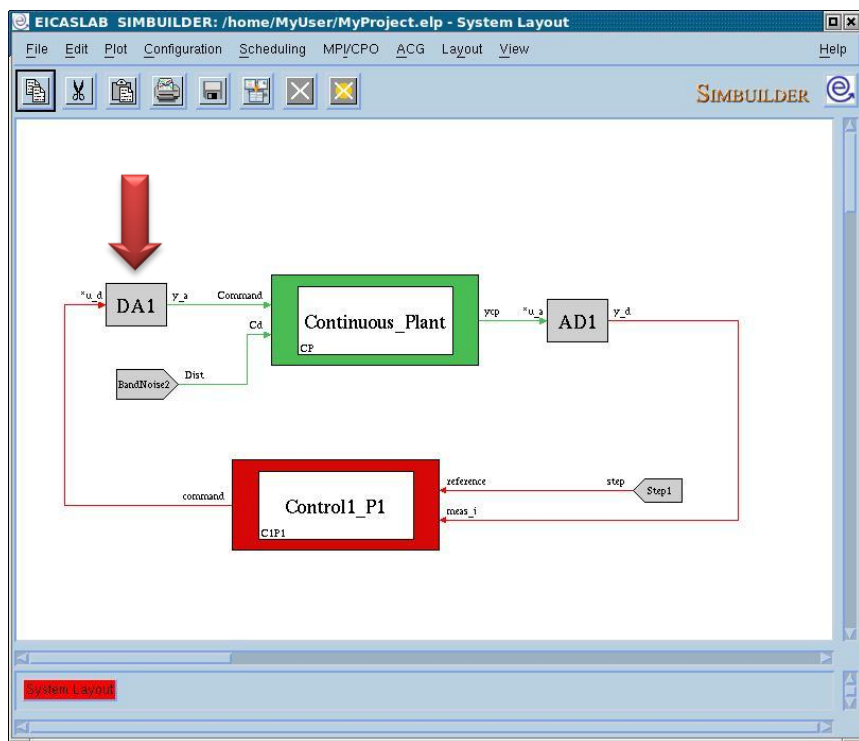 EICASLAB SIMBUILDER: /home/MyUser/MyProject.elp - System Layout
File Edit Plot Configuration Scheduling MPI/CPO ACG Layout View Help
SIMBUILDER
*u_d DA1 y_a Command
Cd
Continuous_Plant
CP
ycp *u_a AD1 y_d
BandNoise2 Dist
command
Control1_P1
C1P1
reference step Step1
meas_i
System Layout